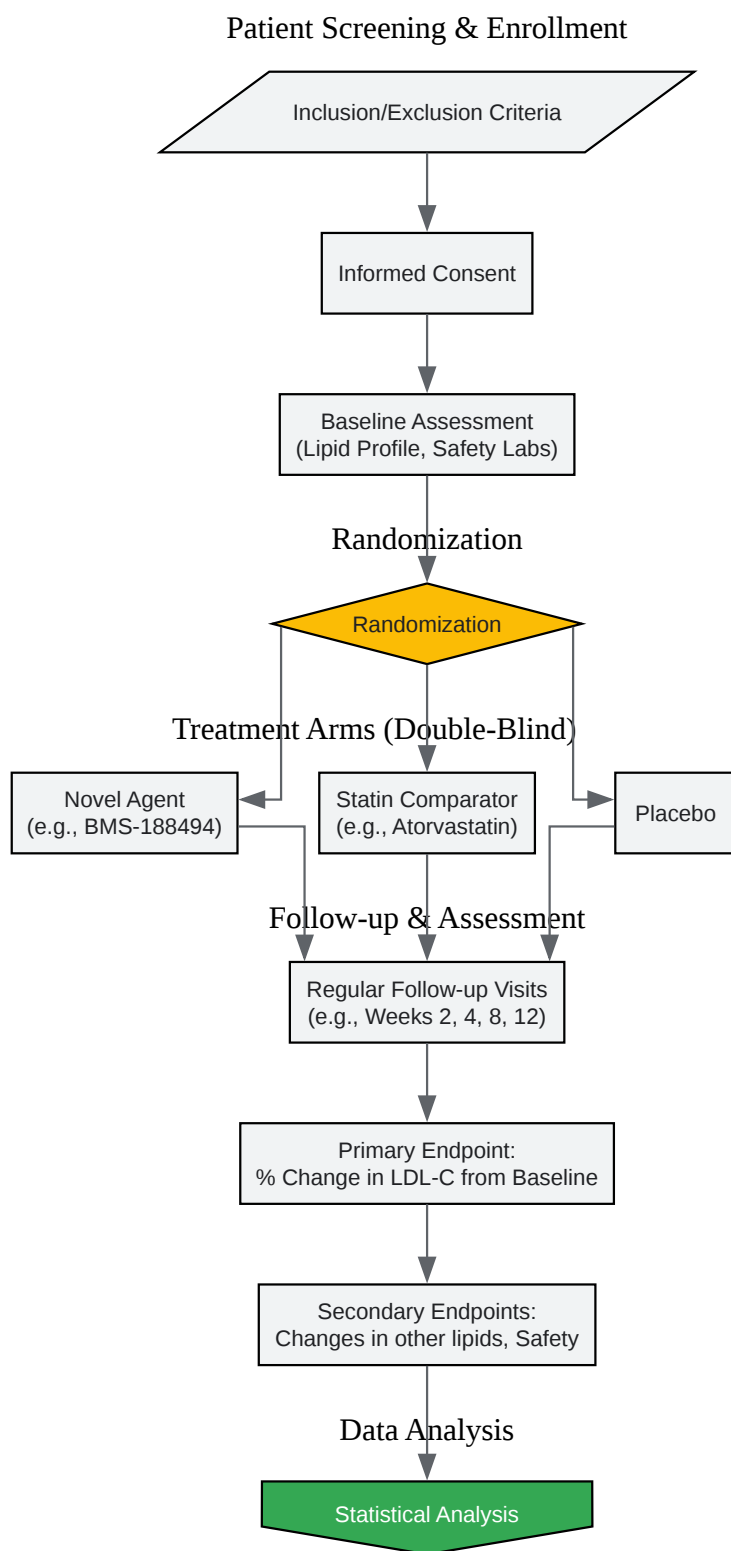 Patient Screening & Enrollment
Inclusion/Exclusion Criteria
Informed Consent
Baseline Assessment
(Lipid Profile, Safety Labs)
Randomization
Randomization
Treatment Arms (Double-Blind)
Novel Agent
(e.g., BMS-188494)
Statin Comparator
(e.g., Atorvastatin)
Placebo
Follow-up & Assessment
Regular Follow-up Visits
(e.g., Weeks 2, 4, 8, 12)
Primary Endpoint:
% Change in LDL-C from Baseline
Secondary Endpoints:
Changes in other lipids, Safety
Data Analysis
Statistical Analysis